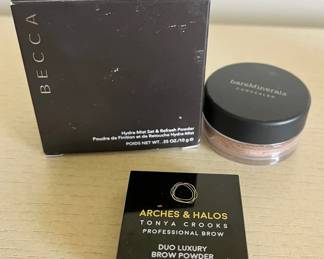 BECCA
Hydra-Mist Set & Refresh Powder
Poudre de Finition et de Retouche Hydra-Mist
POIDS NET WT. .35 OZ/10 g ℮
bareMinerals
CONCEALER
ARCHES & HALOS
TONYA CROOKS
PROFESSIONAL BROW
DUO LUXURY
BROW POWDER